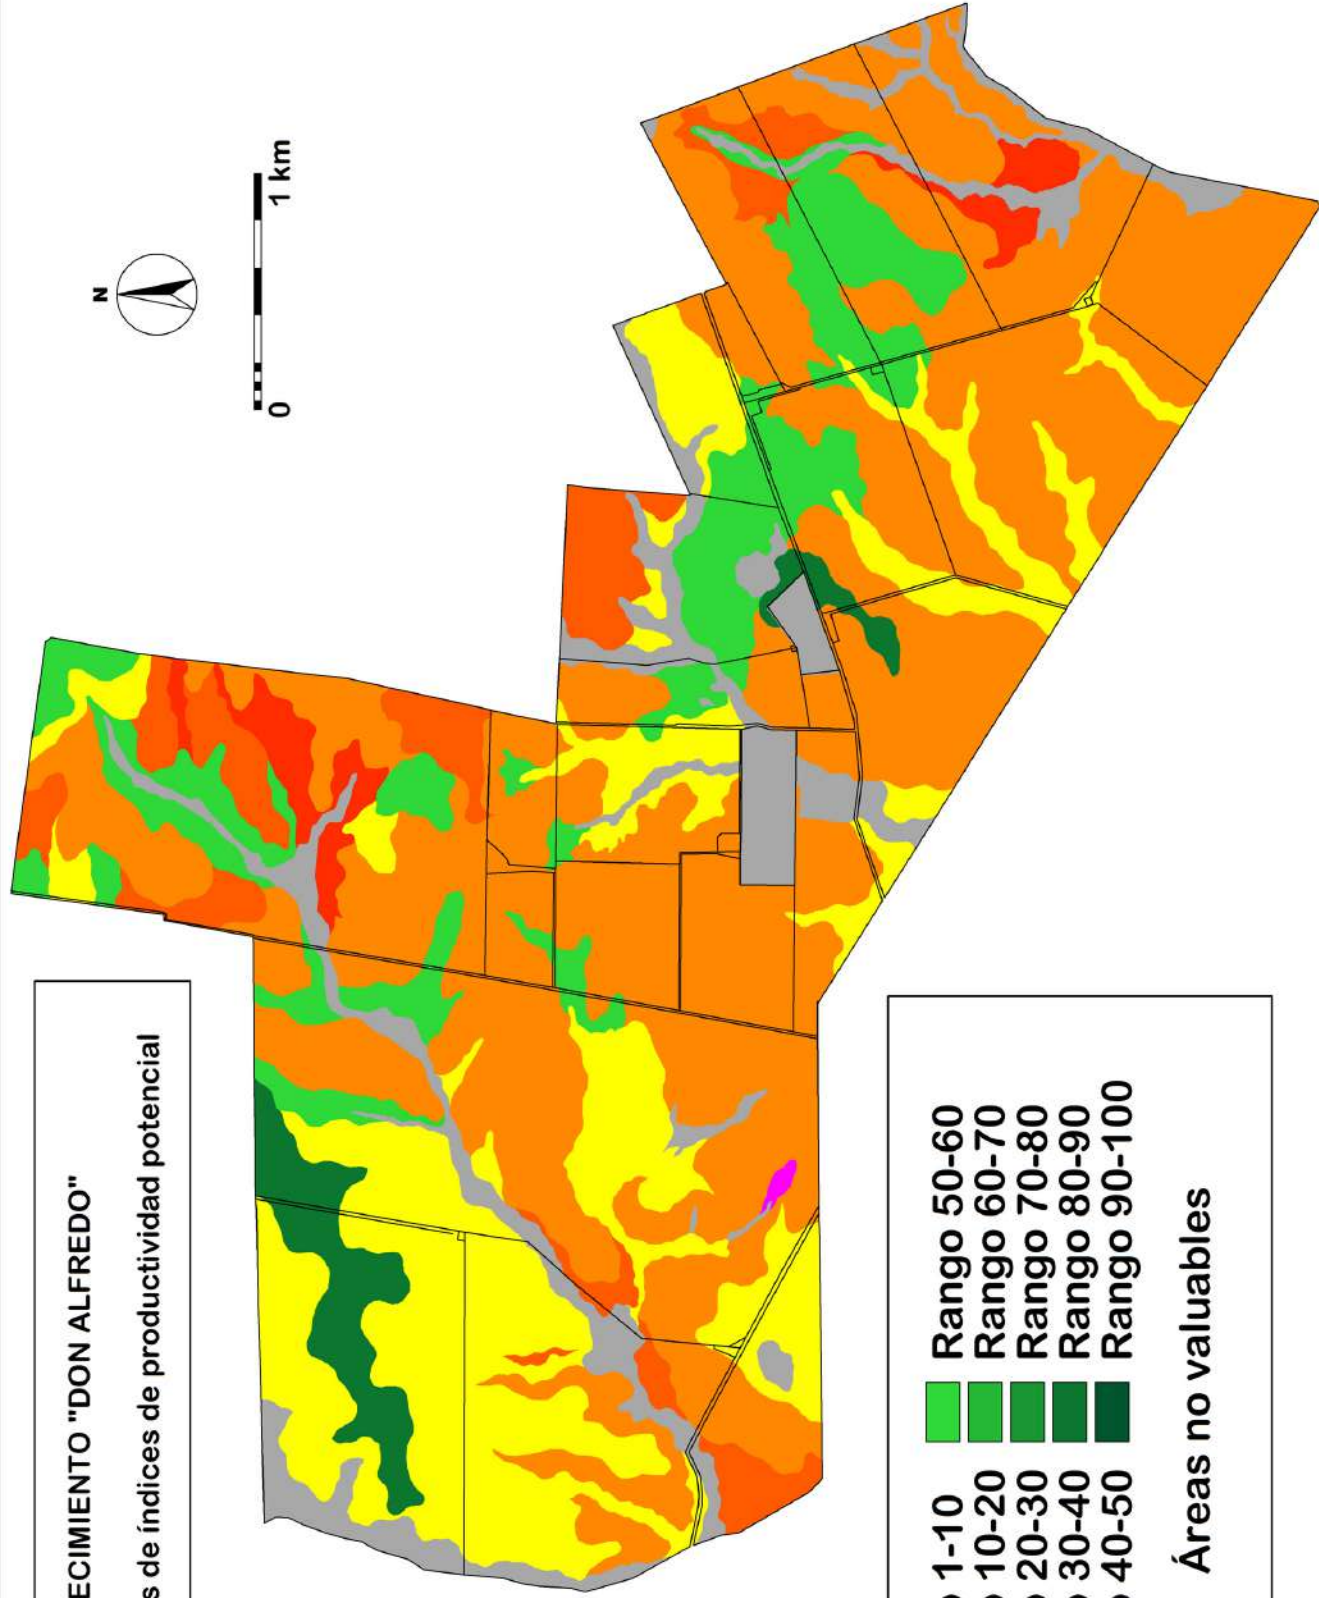 ECIMIENTO "DON ALFREDO"
s de índices de productividad potencial
N
0 1 km
1-10 Rango 50-60
10-20 Rango 60-70
20-30 Rango 70-80
30-40 Rango 80-90
40-50 Rango 90-100
Áreas no valuables